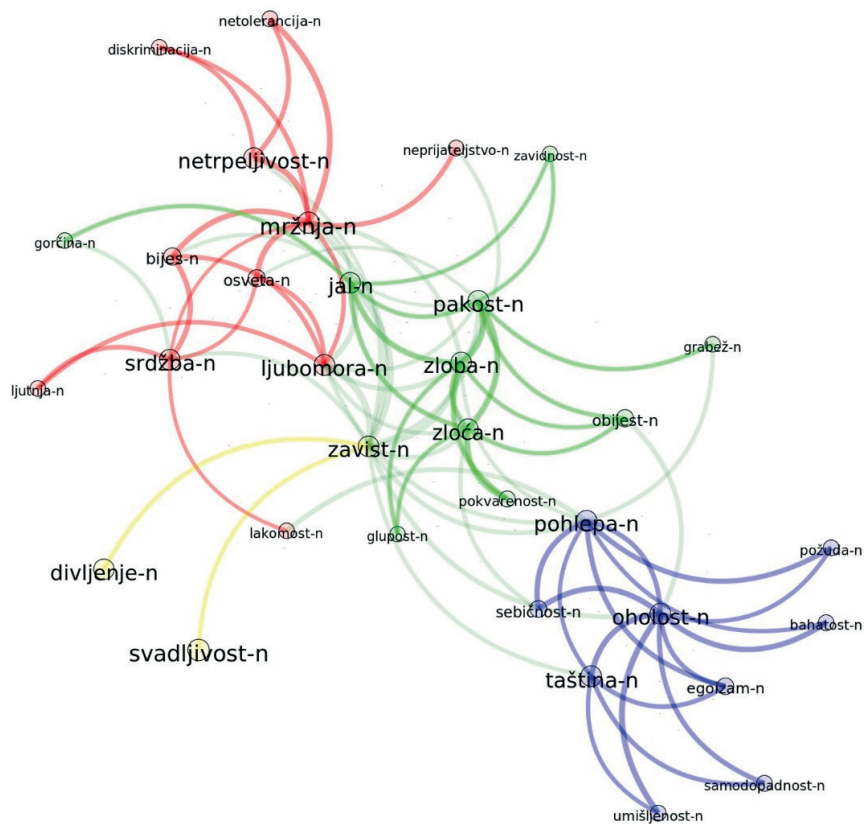 netolerancija-n
diskriminacija-n
netrpeljivost-n
neprijateljstvo-n
zavidnost-n
mržnja-n
gorčina-n
bijes-n
osveta-n
jal-n
pakost-n
grabež-n
srdžba-n
ljubomora-n
zloba-n
ljutnja-n
obijest-n
zloća-n
zavist-n
pokvarenost-n
lakomost-n
glupost-n
pohlepa-n
požuda-n
divljenje-n
sebičnost-n
oholost-n
bahatost-n
svadljivost-n
taština-n
egoizam-n
samodopadnost-n
umišljenost-n